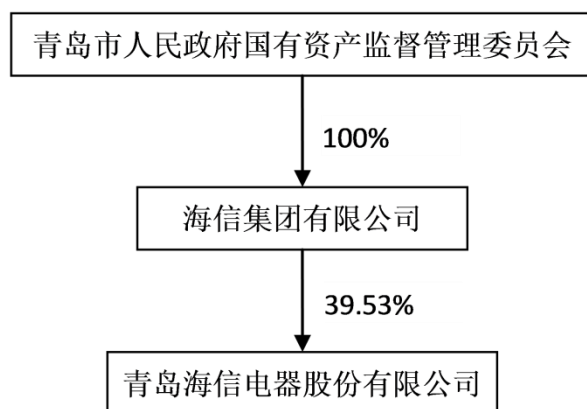 青岛市人民政府国有资产监督管理委员会
100%
海信集团有限公司
39.53%
青岛海信电器股份有限公司